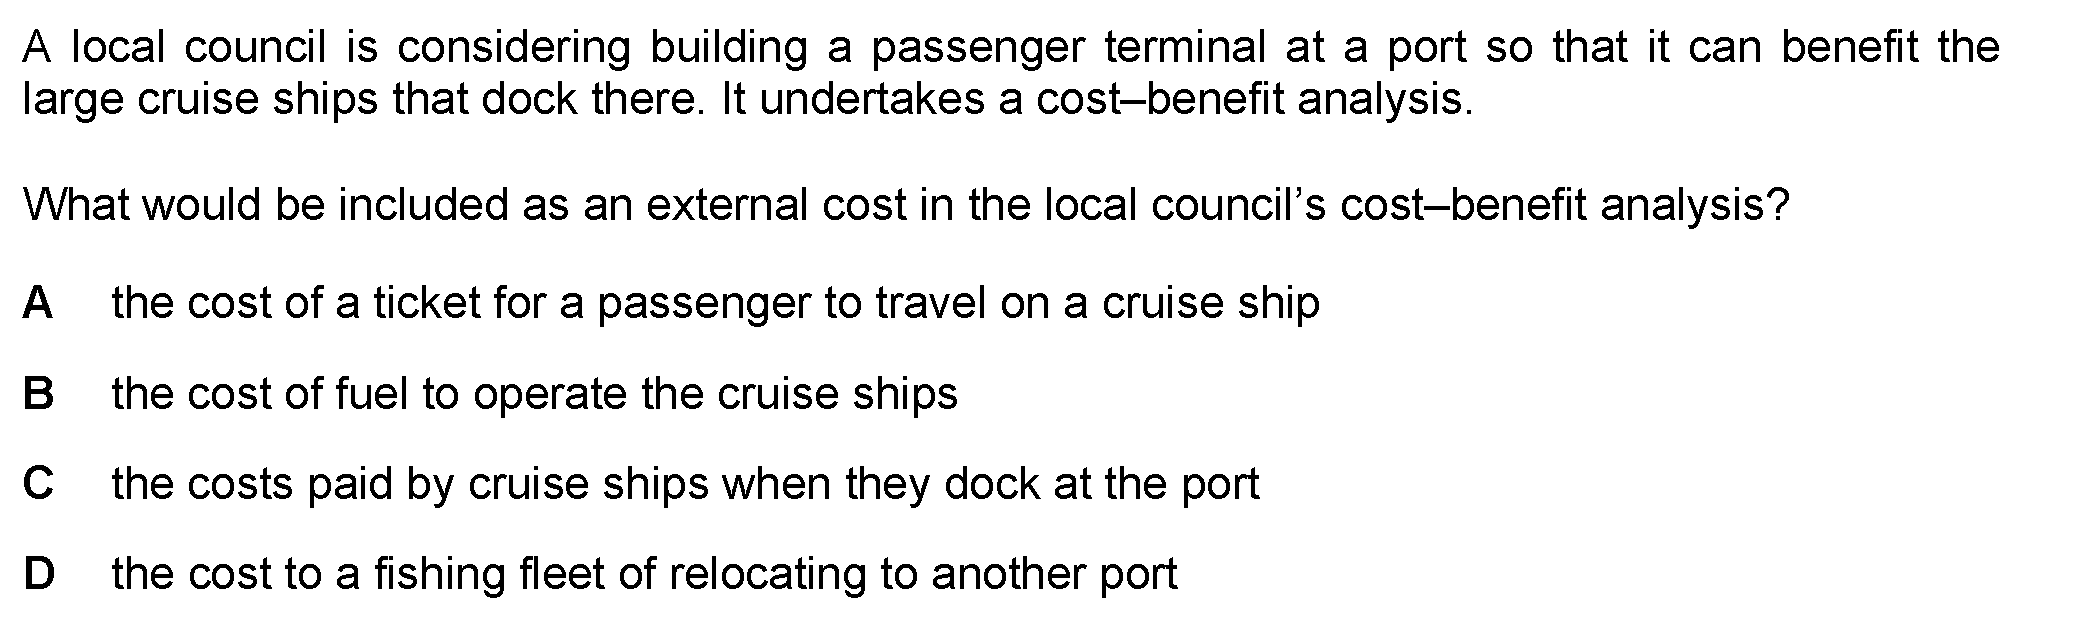 A local council is considering building a passenger terminal at a port so that it can benefit the
large cruise ships that dock there. It undertakes a cost–benefit analysis.
What would be included as an external cost in the local council’s cost–benefit analysis?
A the cost of a ticket for a passenger to travel on a cruise ship
B the cost of fuel to operate the cruise ships
C the costs paid by cruise ships when they dock at the port
D the cost to a fishing fleet of relocating to another port